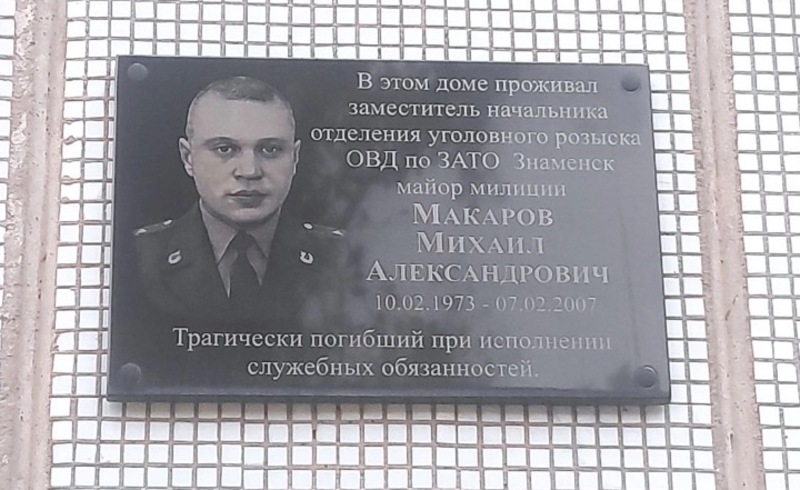 В этом доме проживал
заместитель начальника
отделения уголовного розыска
ОВД по ЗАТО Знаменск
майор милиции
МАКАРОВ
МИХАИЛ
АЛЕКСАНДРОВИЧ
10.02.1973 - 07.02.2007
Трагически погибший при исполнении
служебных обязанностей.